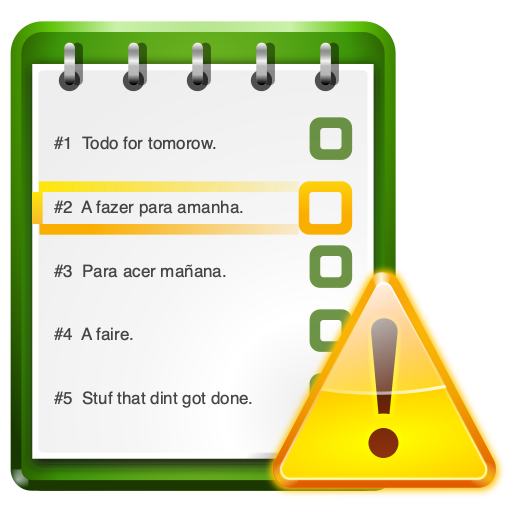 #1 Todo for tomorow.
#2 A fazer para amanha.
#3 Para acer mañana.
#4 A faire.
#5 Stuf that dint got done.
!